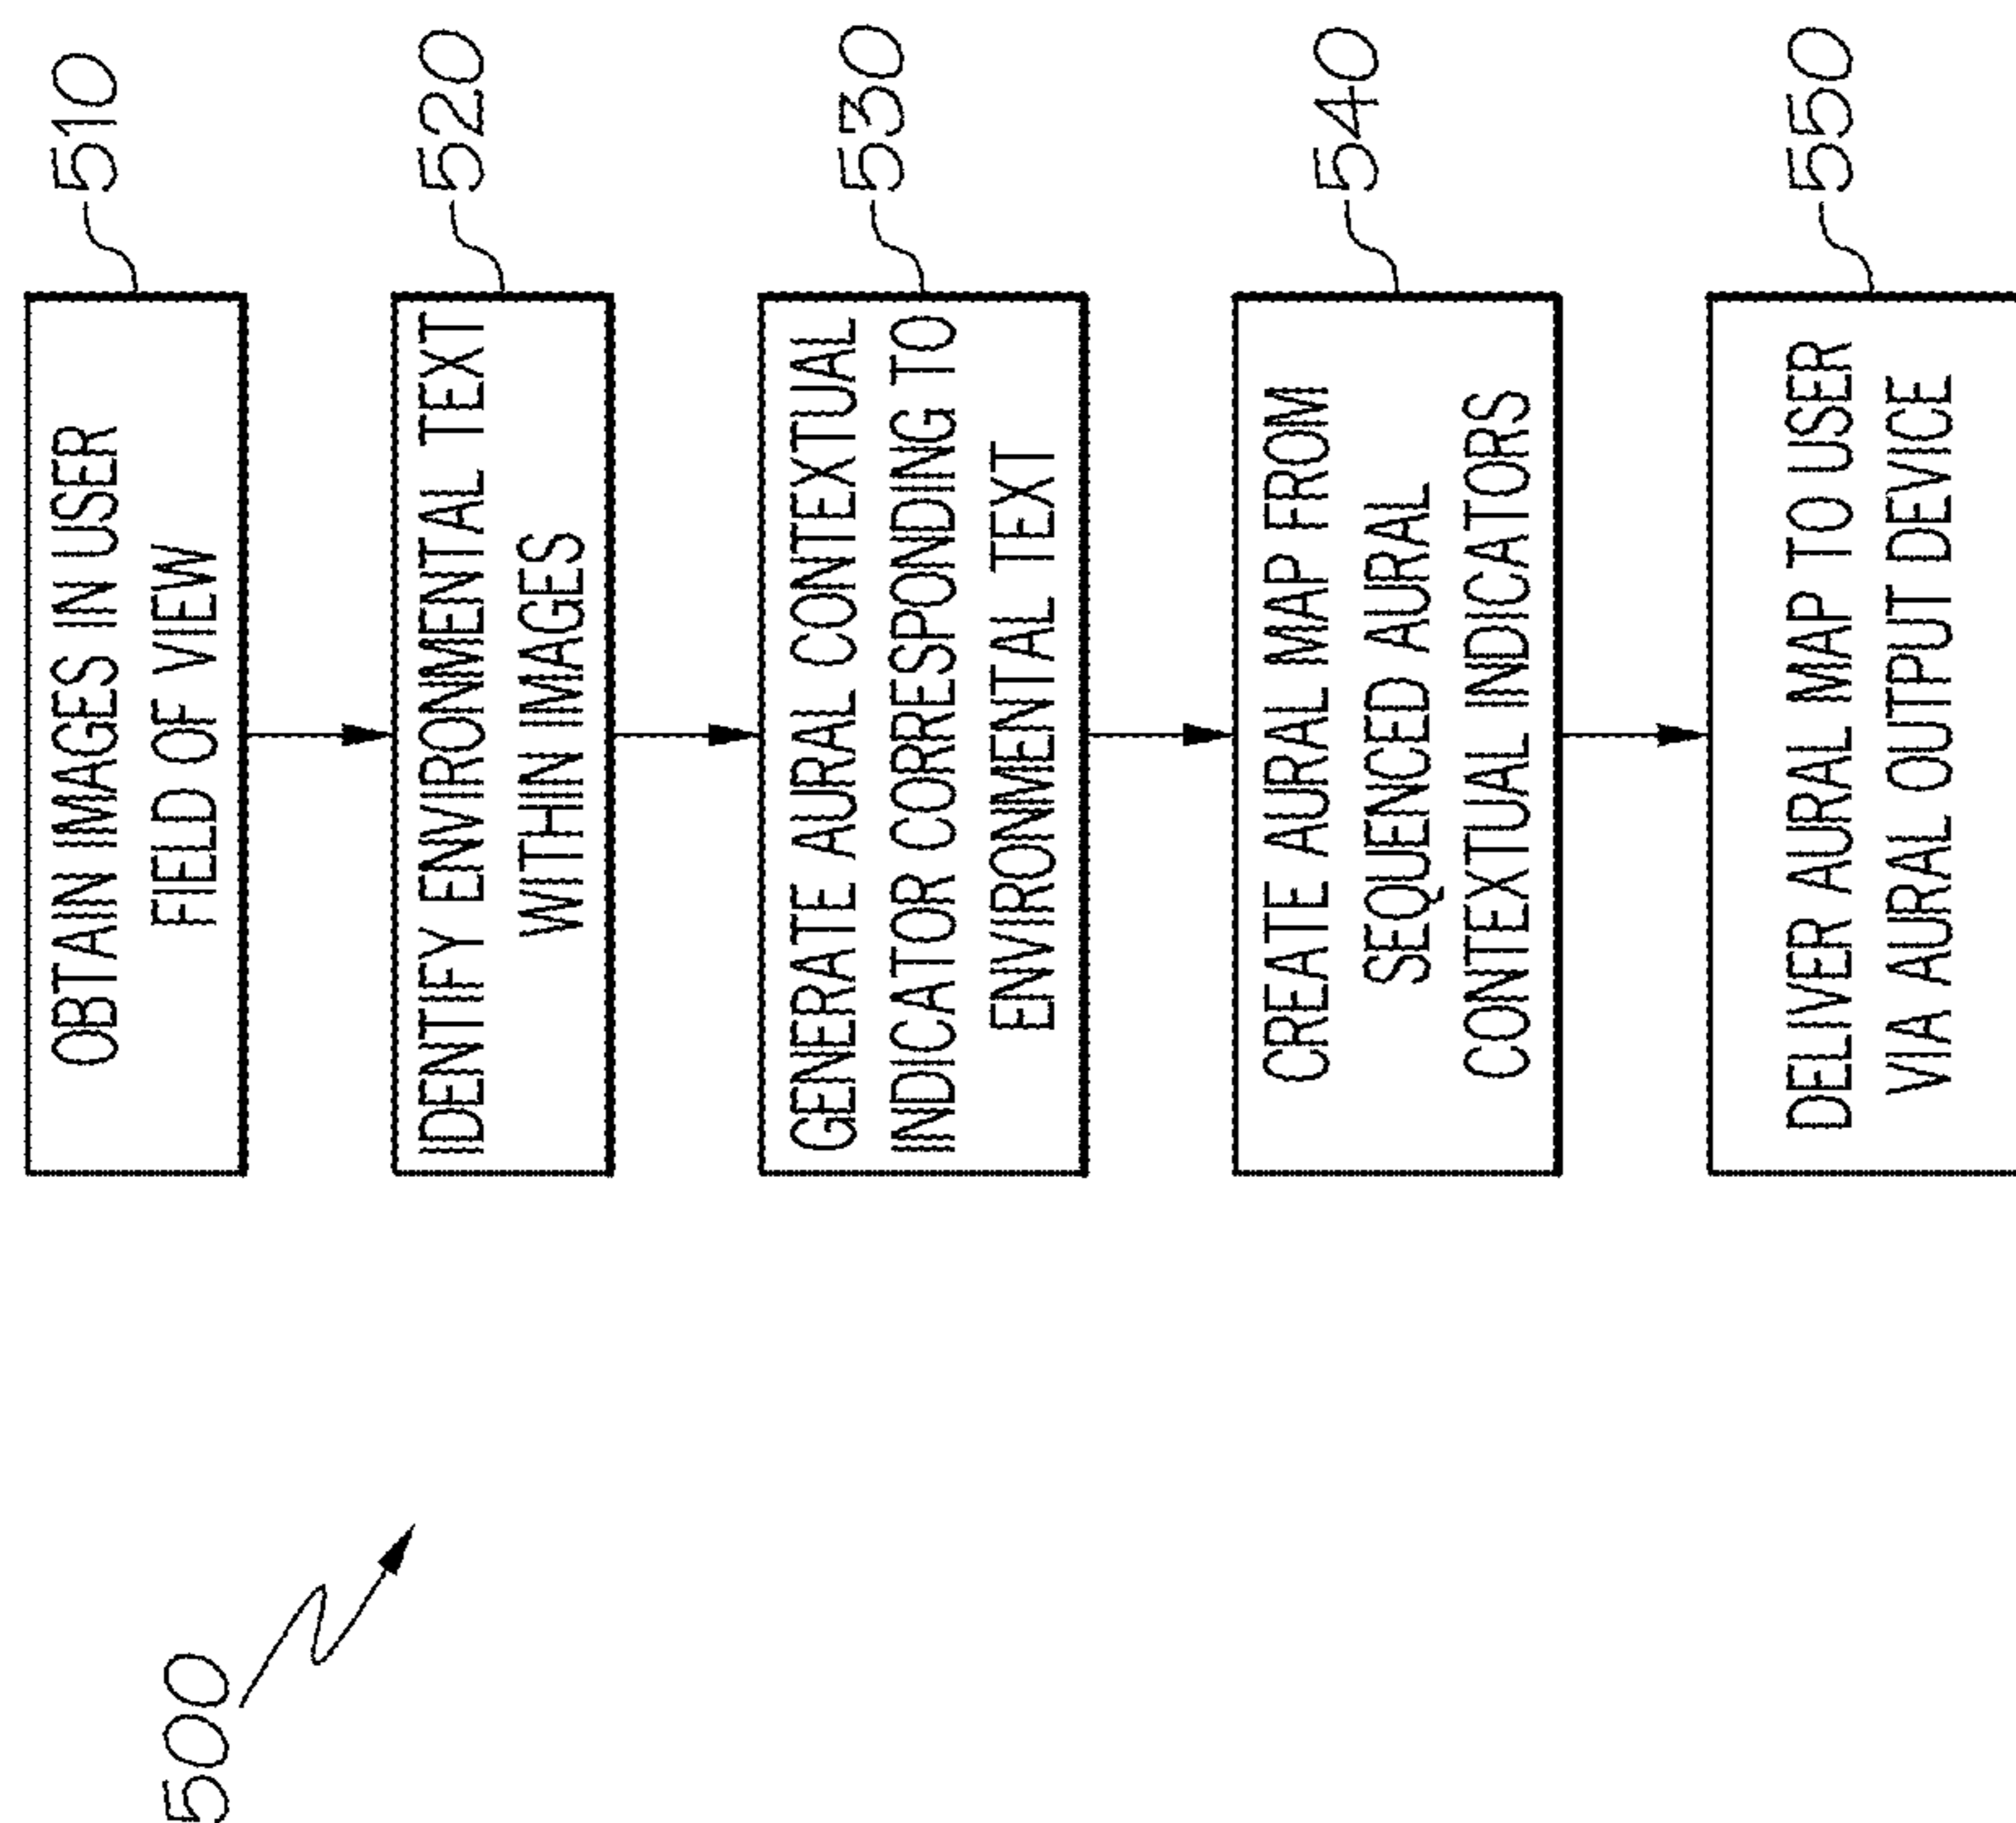 500
OBTAIN IMAGES IN USER
FIELD OF VIEW
510
IDENTIFY ENVIRONMENTAL TEXT
WITHIN IMAGES
520
GENERATE AURAL CONTEXTUAL
INDICATOR CORRESPONDING TO
ENVIRONMENTAL TEXT
530
CREATE AURAL MAP FROM
SEQUENCED AURAL
CONTEXTUAL INDICATORS
540
DELIVER AURAL MAP TO USER
VIA AURAL OUTPUT DEVICE
550